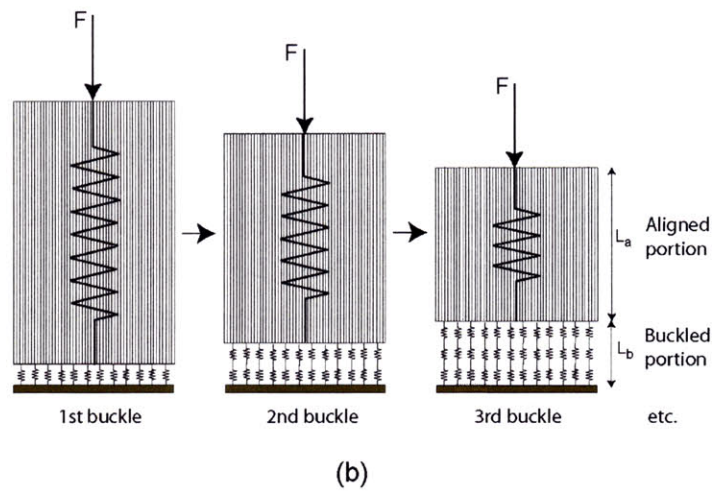 F
F
F
La
Aligned
portion
Lb
Buckled
portion
1st buckle
2nd buckle
3rd buckle
etc.
(b)